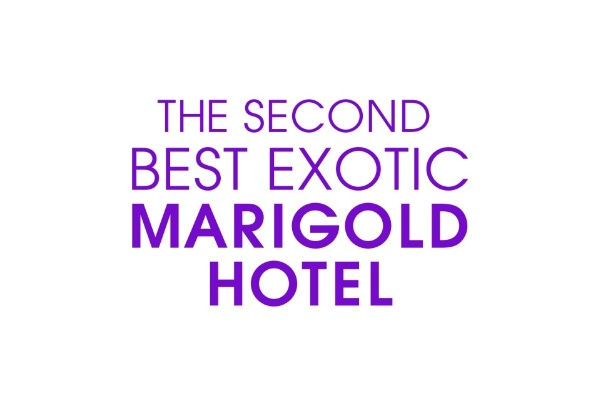 THE SECOND
BEST EXOTIC
MARIGOLD
HOTEL